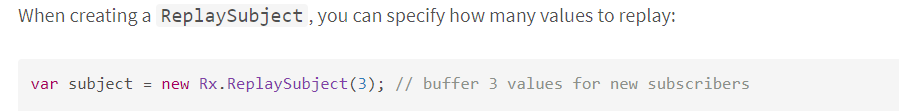 When creating a ReplaySubject, you can specify how many values to replay:
var subject = new Rx.ReplaySubject(3); // buffer 3 values for new subscribers